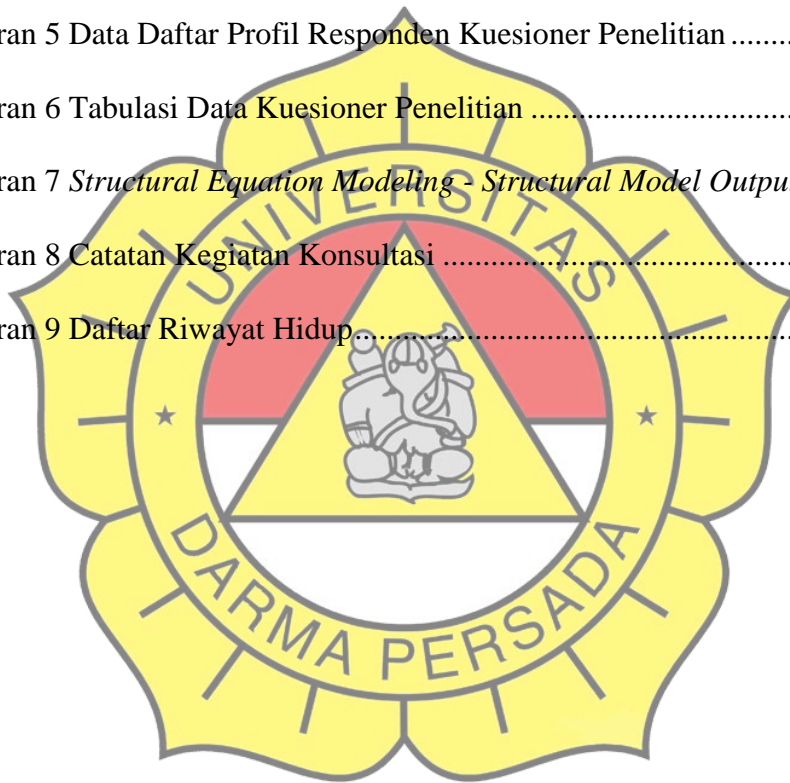 ran 5 Data Daftar Profil Responden Kuesioner Penelitian ........
ran 6 Tabulasi Data Kuesioner Penelitian ....................................
ran 7 Structural Equation Modeling - Structural Model Outpu
ran 8 Catatan Kegiatan Konsultasi ................................................
ran 9 Daftar Riwayat Hidup............................................................
UNIVERSITAS
DARMA PERSADA